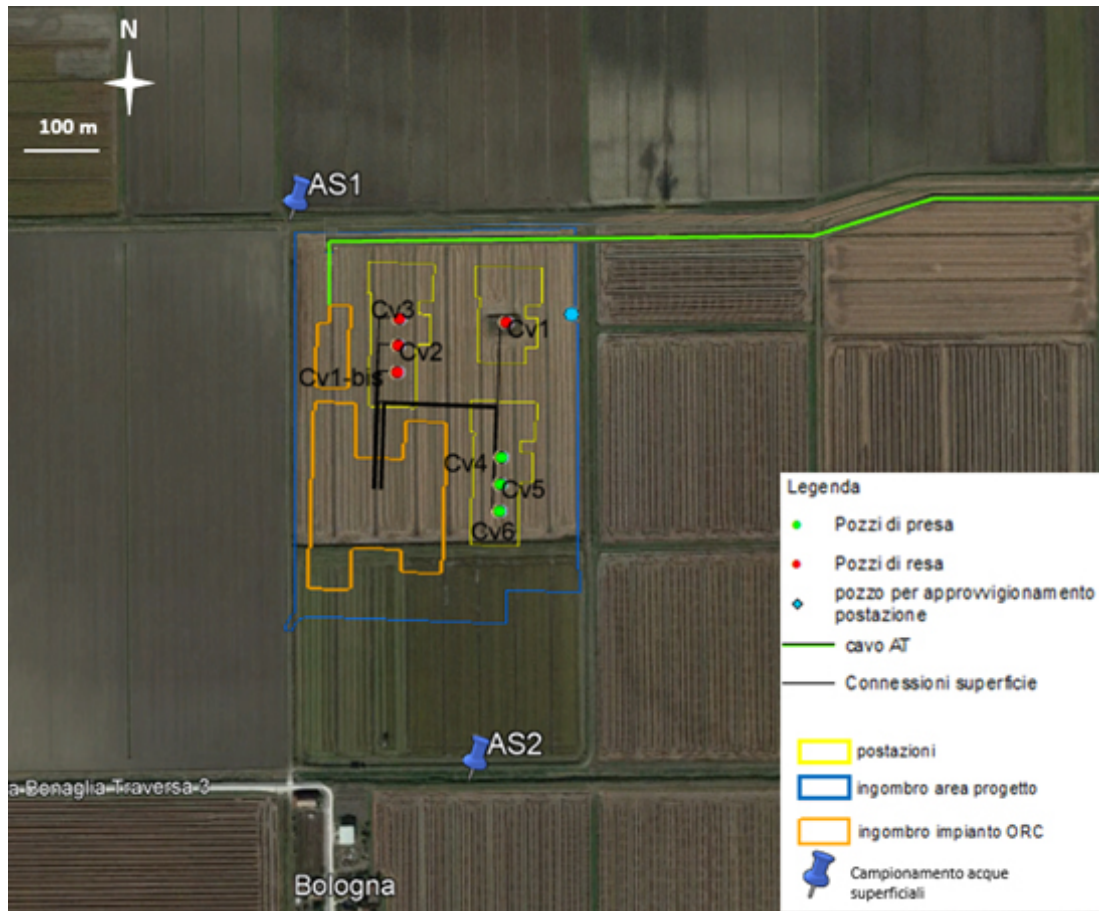 N
100 m
AS1
Cv3
Cv1
Cv2
Cv1-bis
Cv4
Cv5
Cv6
Legenda
Pozzi di presa
Pozzi di resa
pozzo per approvvigionamento
postazione
cavo AT
Connessioni superficie
AS2
postazioni
a Bonaglia Traversa 3
ingombro area progetto
ingombro impianto ORC
Campionamento acque
superficiali
Bologna